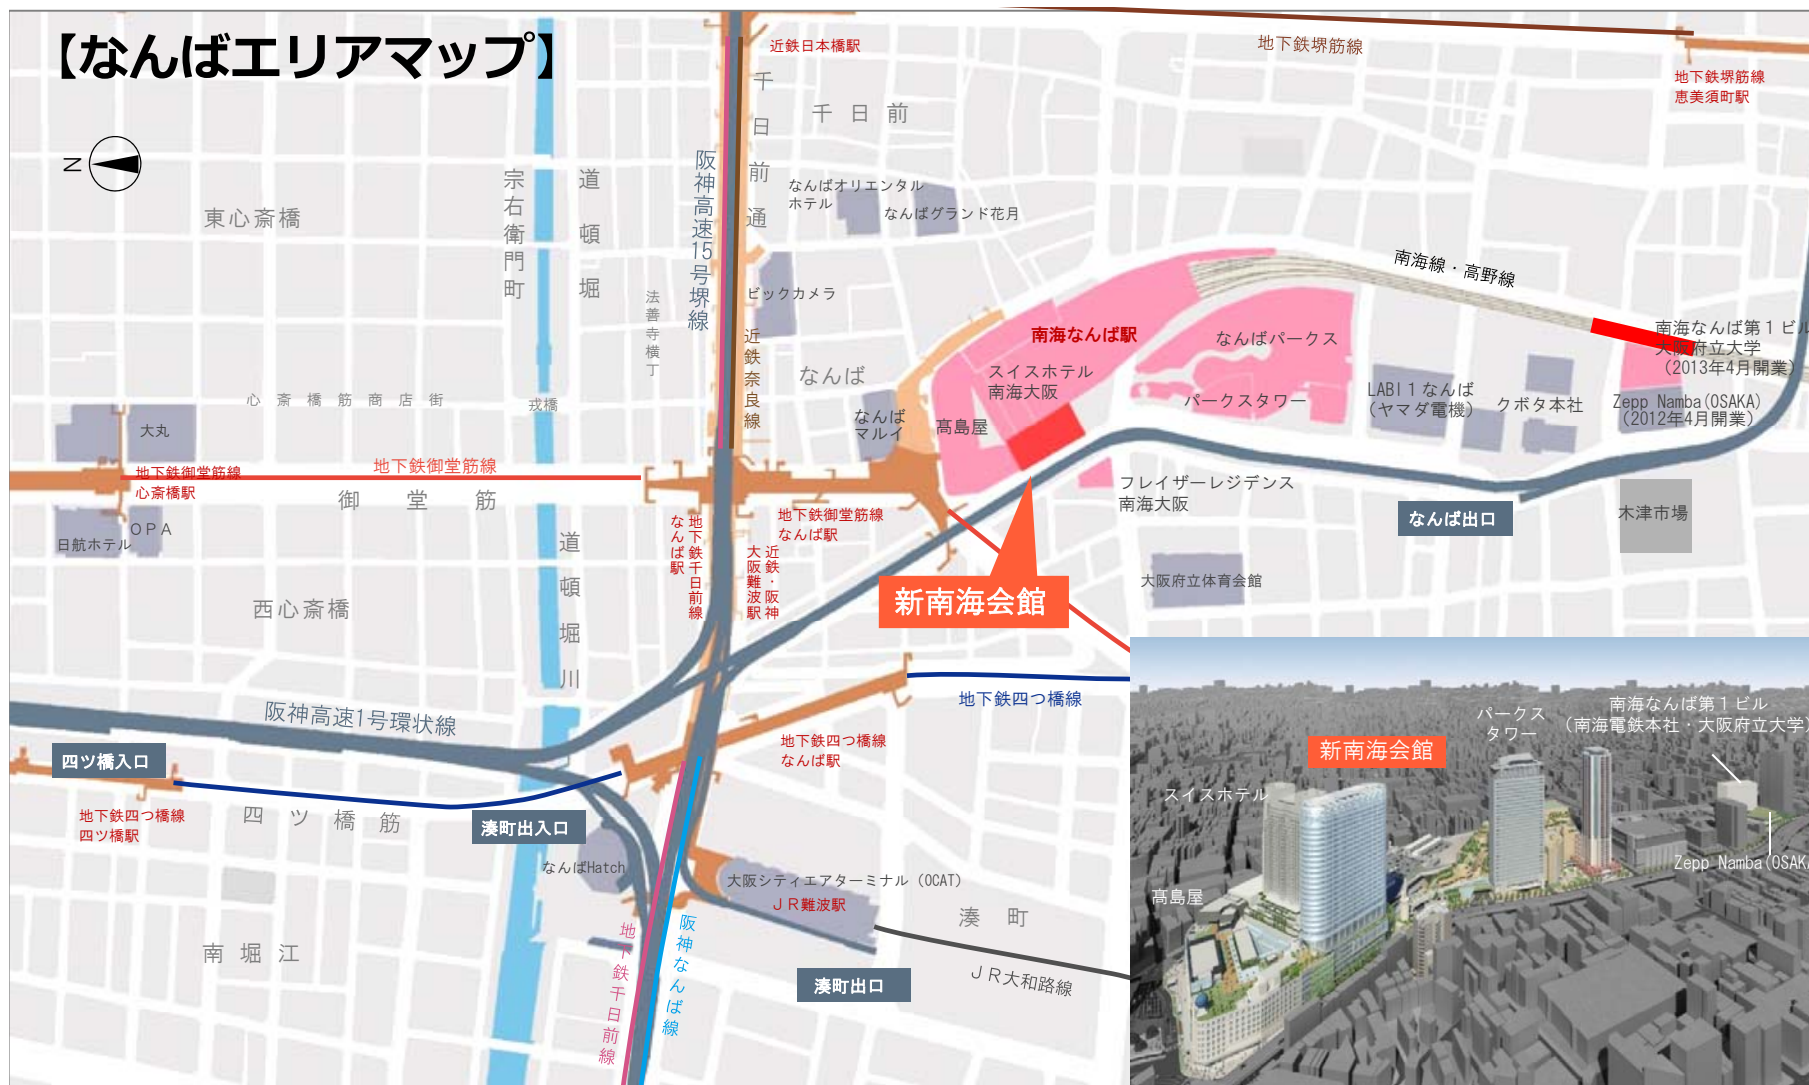 【なんばエリアマップ】
N
近鉄日本橋駅
地下鉄堺筋線
地下鉄堺筋線
恵美須町駅
千日前
千日前通
阪神高速15号堺線
宗右衛門町
道頓堀
東心斎橋
なんばオリエンタル
ホテル
なんばグランド花月
ビックカメラ
法善寺横丁
近鉄奈良線
南海線・高野線
南海なんば駅
なんばパークス
南海なんば第1ビル
大阪府立大学
(2013年4月開業)
なんば
スイスホテル
南海大阪
パークスタワー
LABI1なんば
(ヤマダ電機)
クボタ本社
Zepp Namba(OSAKA)
(2012年4月開業)
心斎橋筋商店街
戎橋
大丸
なんば
マルイ
髙島屋
地下鉄御堂筋線
心斎橋駅
地下鉄御堂筋線
御堂筋
フレイザーレジデンス
南海大阪
なんば出口
木津市場
OPA
日航ホテル
地下鉄千日前線
なんば駅
近鉄・阪神
大阪難波駅
地下鉄御堂筋線
なんば駅
道頓堀川
大阪府立体育会館
新南海会館
西心斎橋
地下鉄四つ橋線
阪神高速1号環状線
四ツ橋入口
地下鉄四つ橋線
なんば駅
地下鉄四つ橋線
四ツ橋駅
四ツ橋筋
湊町出入口
なんばHatch
大阪シティエアターミナル(OCAT)
JR難波駅
湊町
南堀江
地下鉄千日前線
阪神なんば線
湊町出口
JR大和路線
南海なんば第1ビル
(南海電鉄本社・大阪府立大学)
パークス
タワー
新南海会館
スイスホテル
Zepp Namba(OSAKA
髙島屋